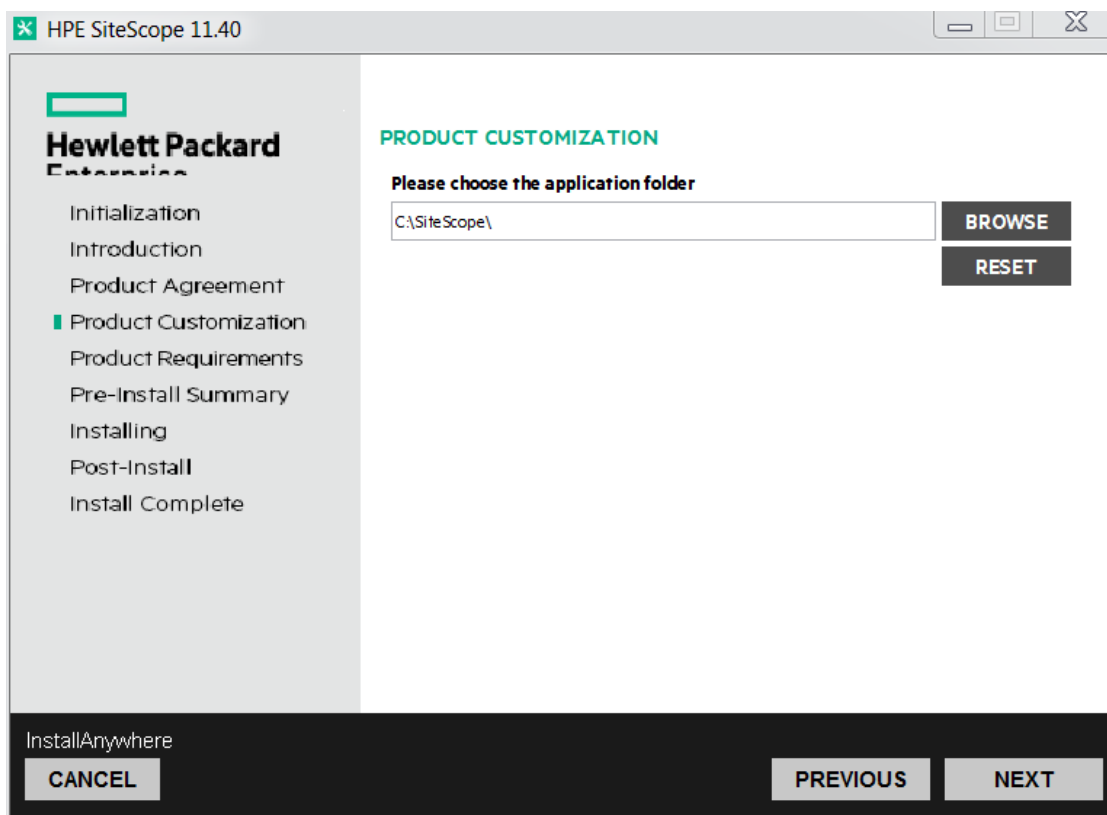 HPE SiteScope 11.40
Hewlett Packard
Enterprise
Initialization
Introduction
Product Agreement
Product Customization
Product Requirements
Pre-Install Summary
Installing
Post-Install
Install Complete
PRODUCT CUSTOMIZATION
Please choose the application folder
C:\SiteScope\
BROWSE
RESET
InstallAnywhere
CANCEL
PREVIOUS
NEXT